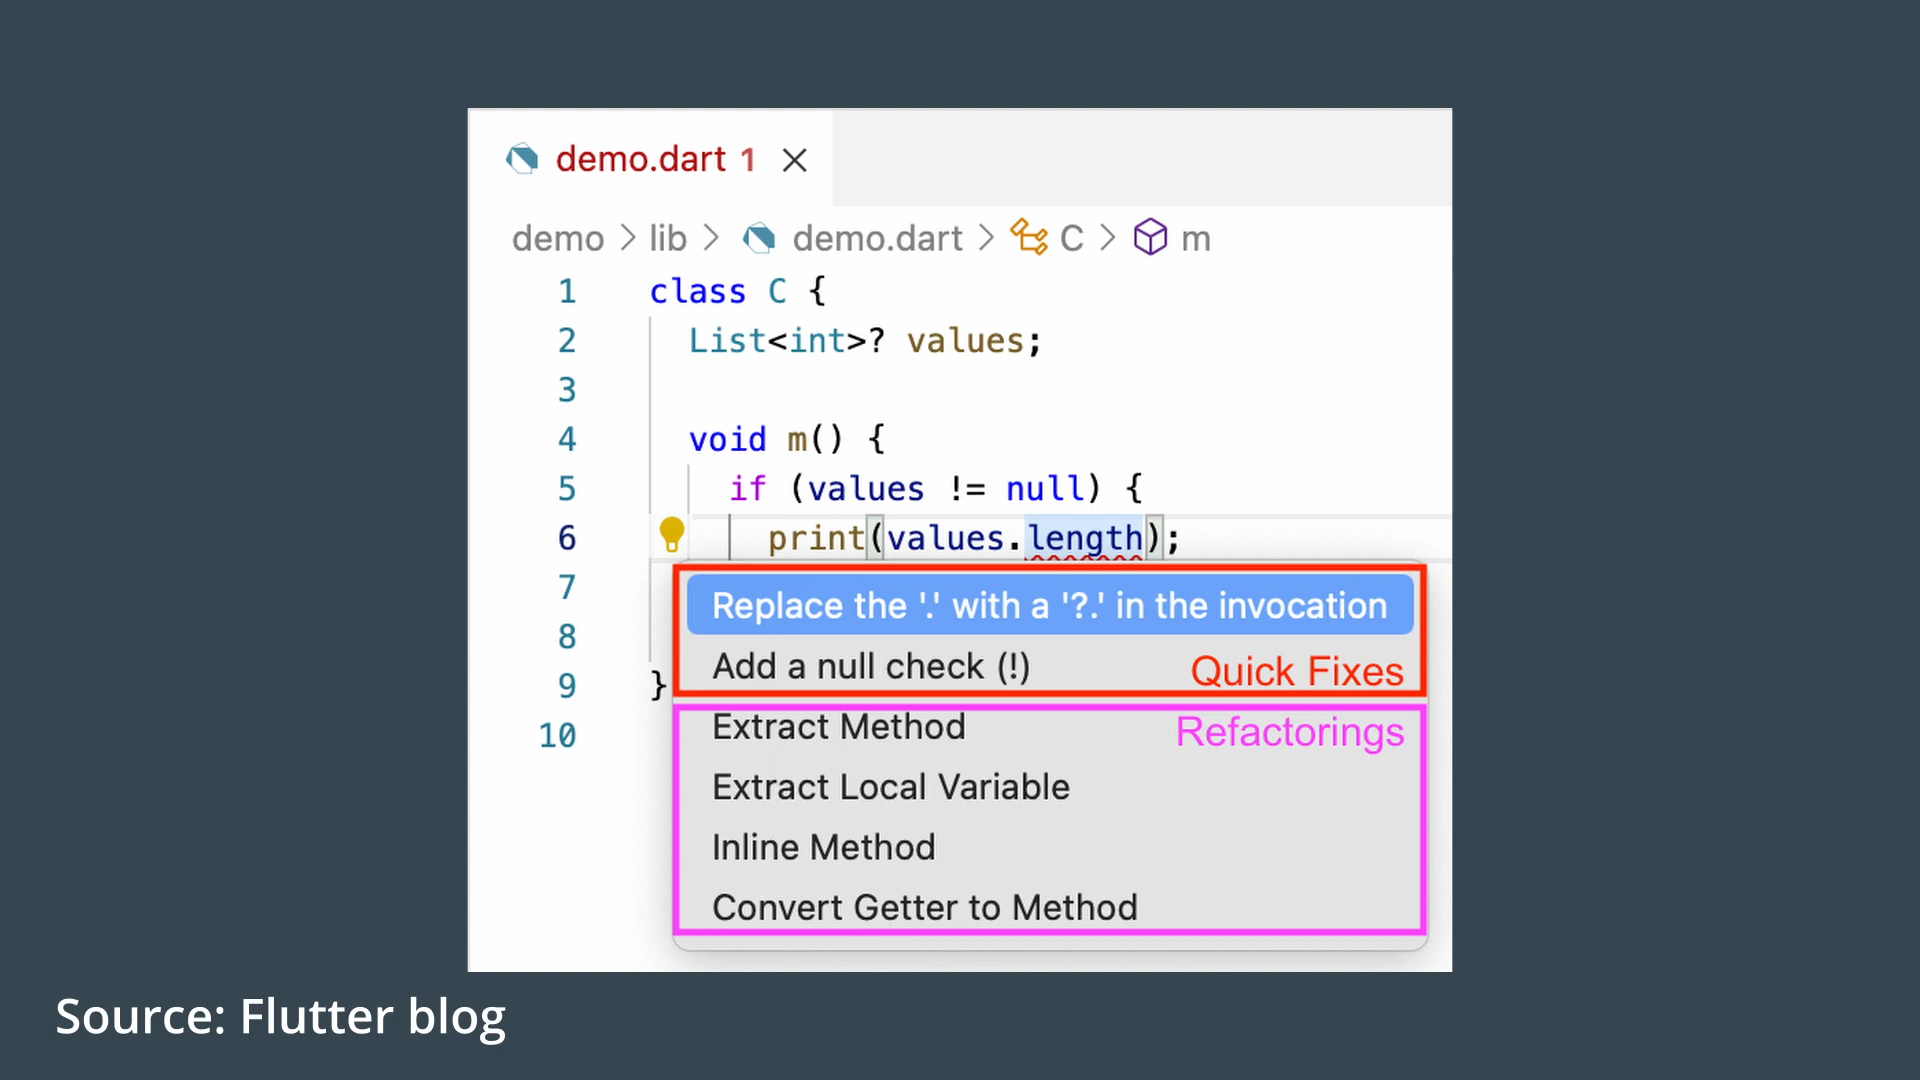 demo.dart 1
demo > lib > demo.dart > C > m
1 class C {
2 List<int>? values;
3
4 void m() {
5 if (values != null) {
6 print(values.length);
7
8
9 }
10
Replace the '.' with a '?.' in the invocation
Add a null check (!) Quick Fixes
Extract Method Refactorings
Extract Local Variable
Inline Method
Convert Getter to Method
Source: Flutter blog